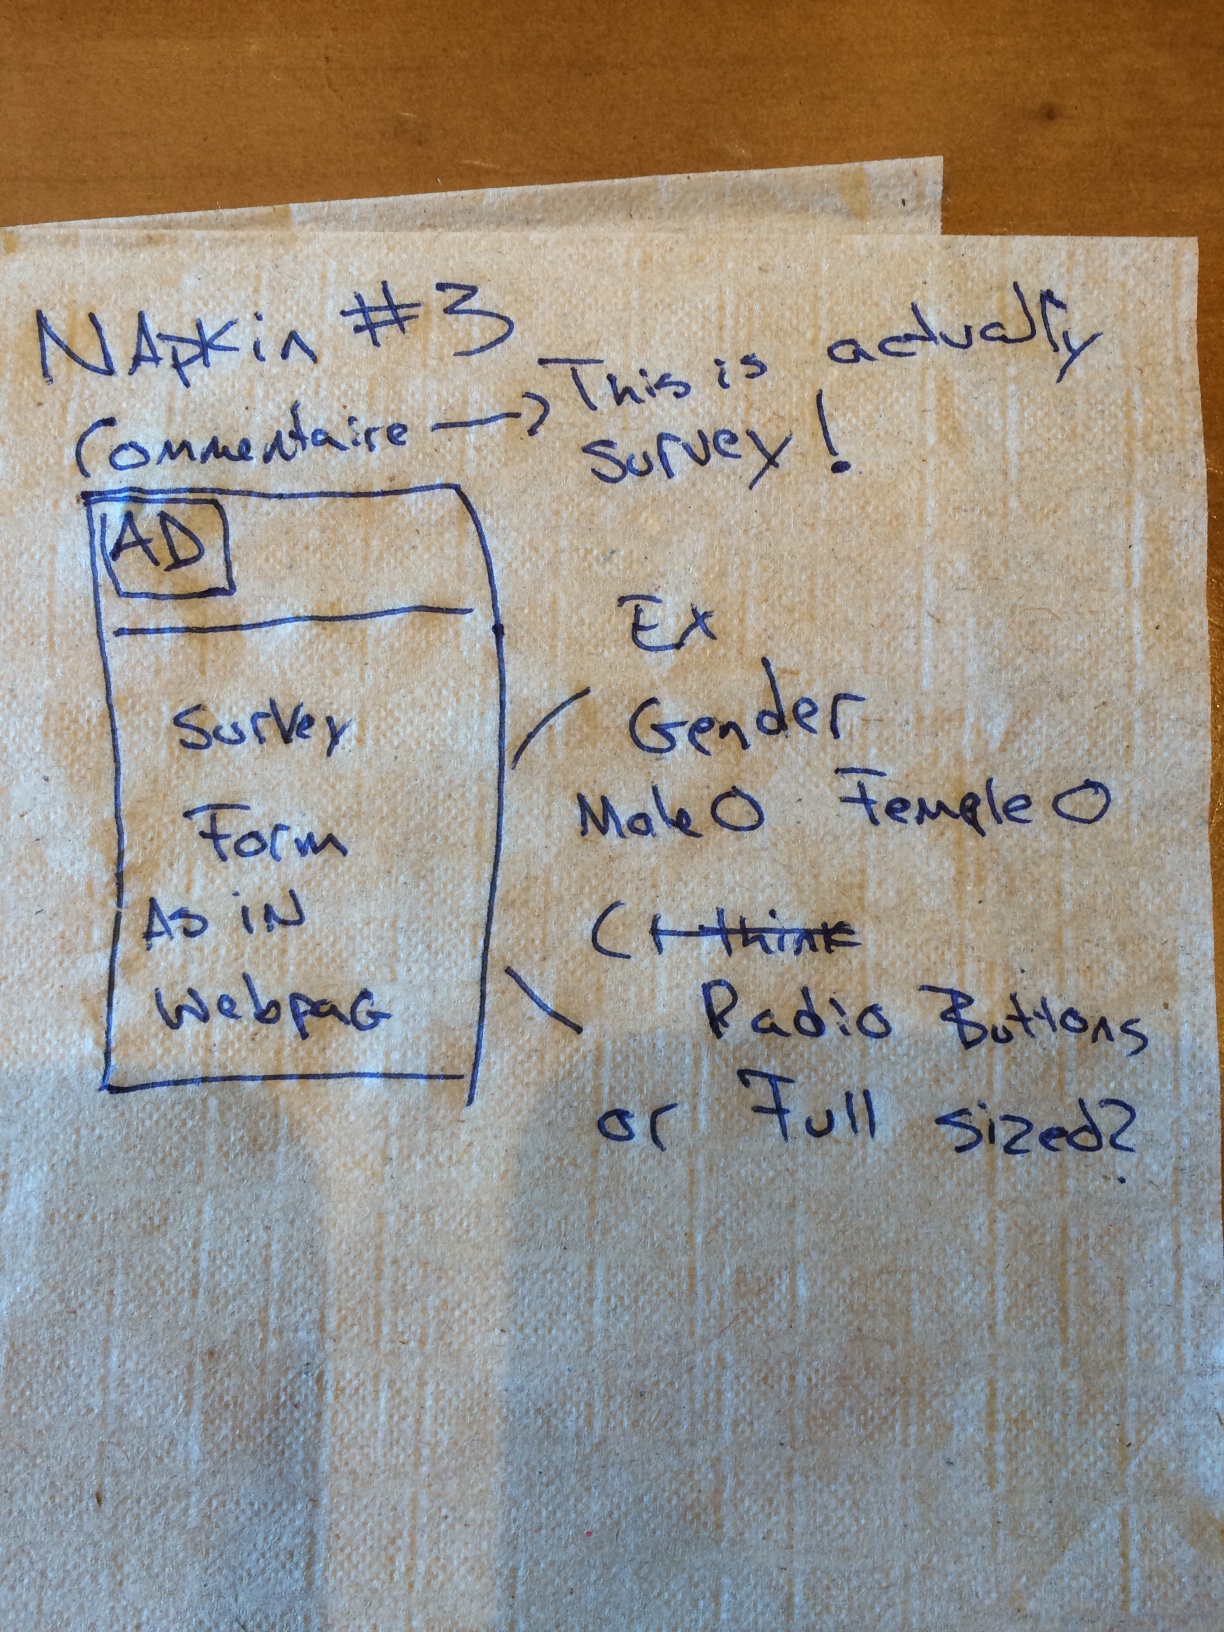 NAPKin #3
Commentaire → This is actually
survey!
AD
Survey
Form
As iN
WebpaG
Ex
Gender
Male O Female O
(I think
Radio Buttons
or Full sized?